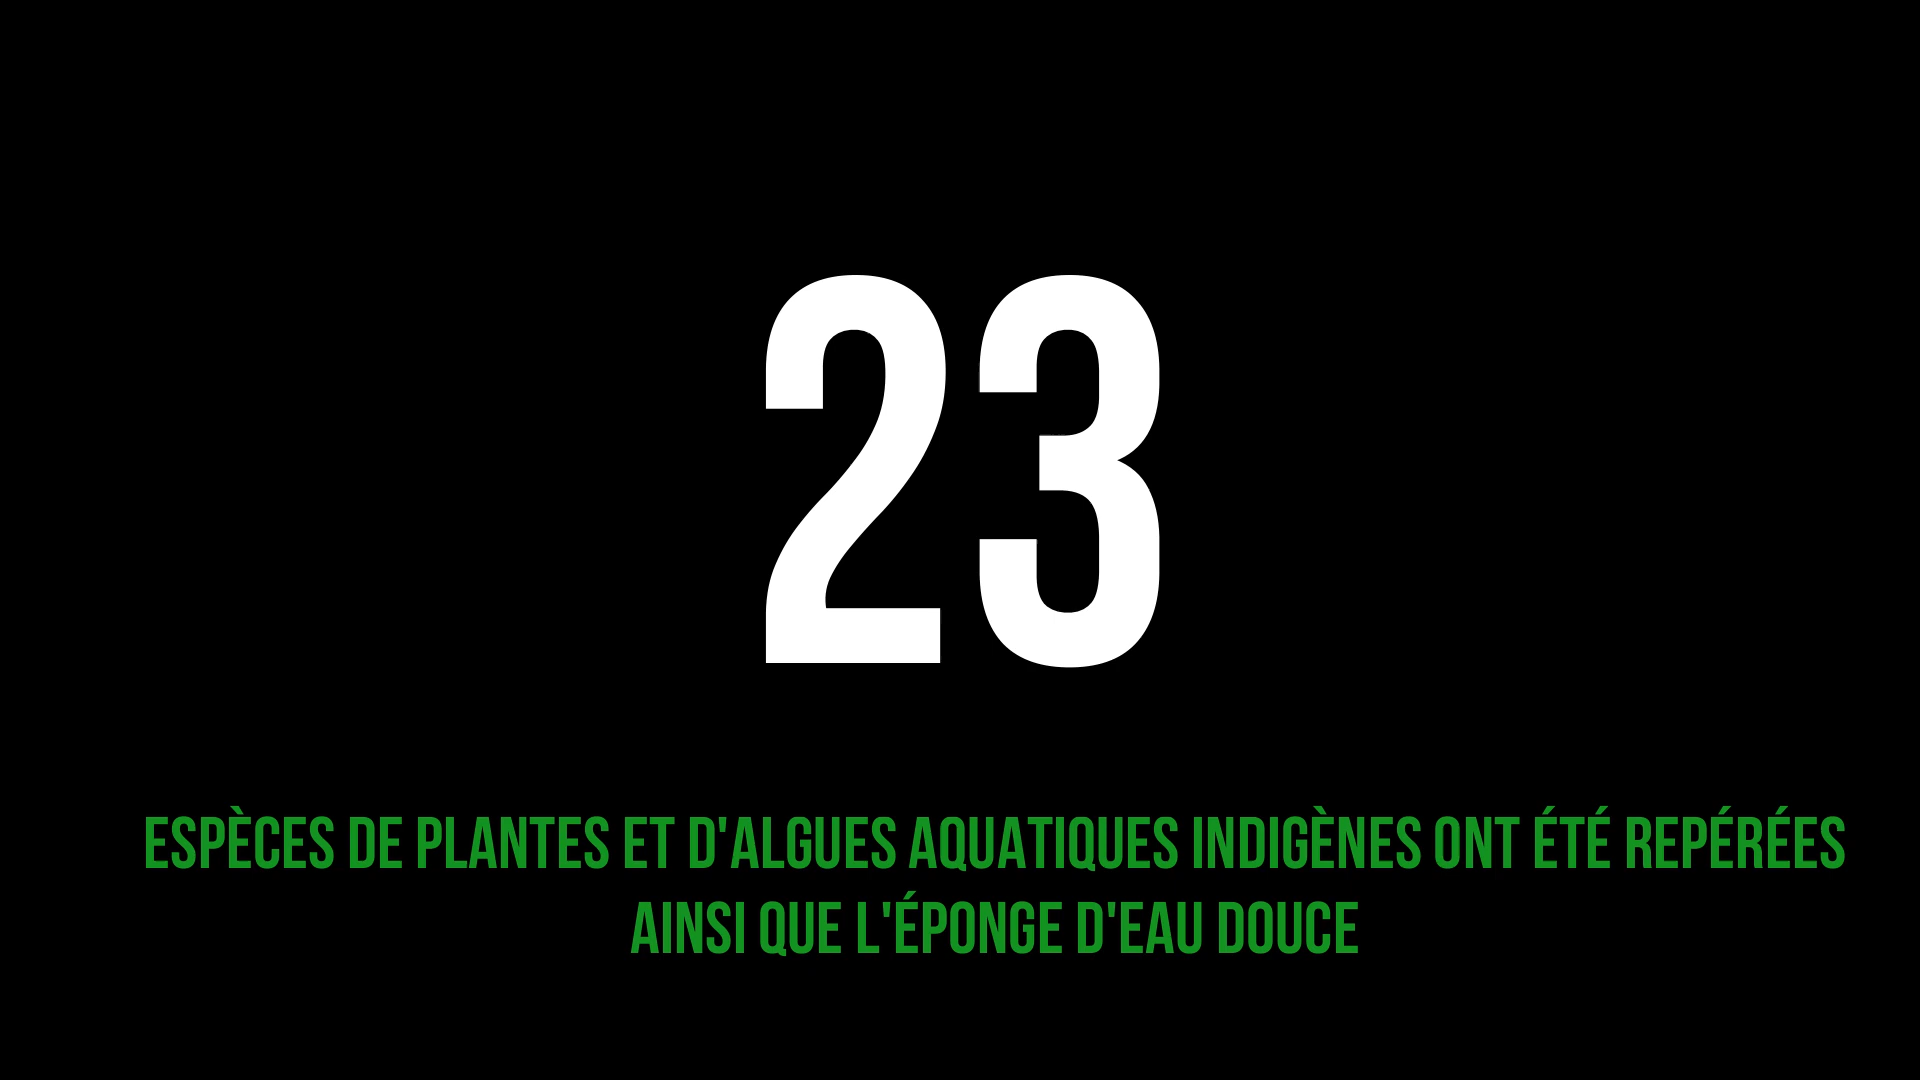 23
ESPÈCES DE PLANTES ET D'ALGUES AQUATIQUES INDIGÈNES ONT ÉTÉ REPÉRÉES
AINSI QUE L'ÉPONGE D'EAU DOUCE